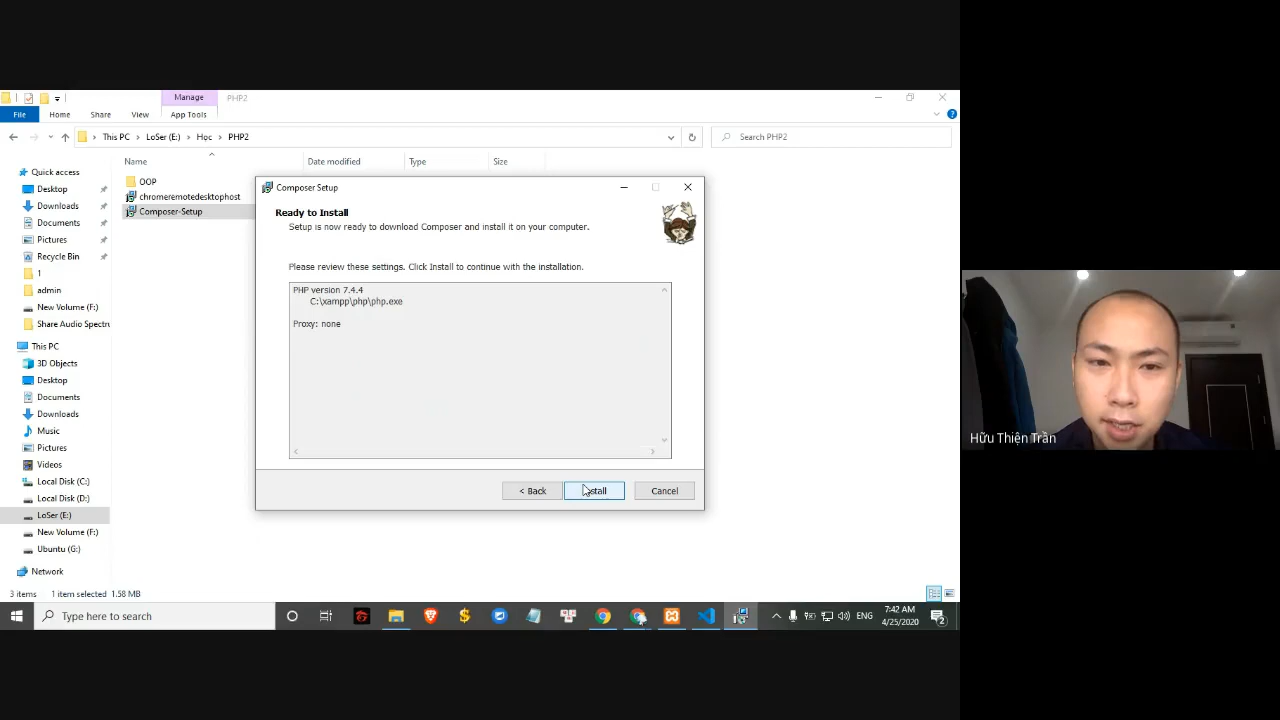 Manage
PHP2
File
Home
Share
View
App Tools
This PC
LoSer (E:)
Học
PHP2
Search PHP2
Name
Date modified
Type
Size
Quick access
Desktop
Downloads
Documents
Pictures
Recycle Bin
1
admin
New Volume (F:)
Share Audio Spectru
This PC
3D Objects
Desktop
Documents
Downloads
Music
Pictures
Videos
Local Disk (C:)
Local Disk (D:)
LoSer (E:)
New Volume (F:)
Ubuntu (G:)
Network
OOP
chromeremotedesktophost
Composer-Setup
Composer Setup
Ready to Install
Setup is now ready to download Composer and install it on your computer.
Please review these settings. Click Install to continue with the installation.
PHP version 7.4.4
C:\xampp\php\php.exe
Proxy: none
< Back
Cancel
3 items
1 item selected 1.58 MB
Type here to search
ENG
7:42 AM
4/25/2020
2
Hữu Thiện Trần